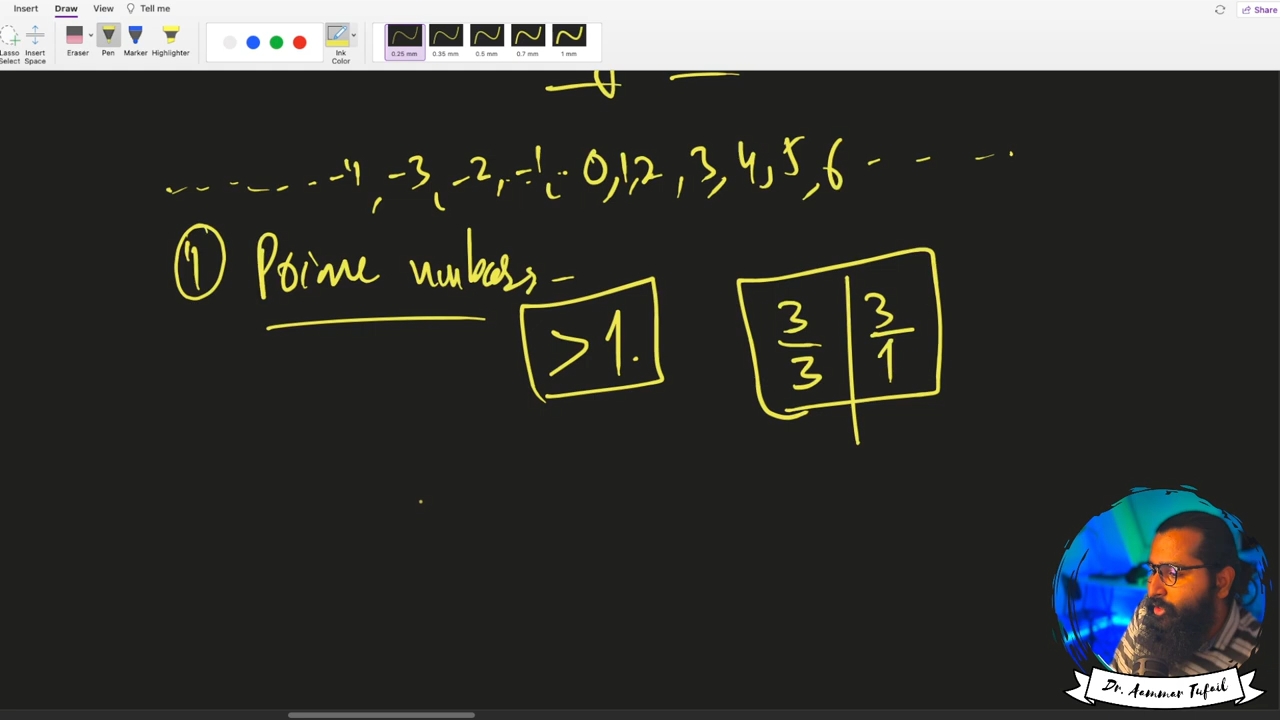 Insert Draw View Tell me Share
Lasso Select Insert Space Eraser Pen Marker Highlighter Ink Color 0.25 mm 0.35 mm 0.5 mm 0.7 mm 1 mm
- - - - - - - -4, -3, -2, -1, 0, 1, 2, 3, 4, 5, 6 - - - - -
① Prime numbers -
> 1.
3/3 | 3/1
Dr. Aammar Tufail